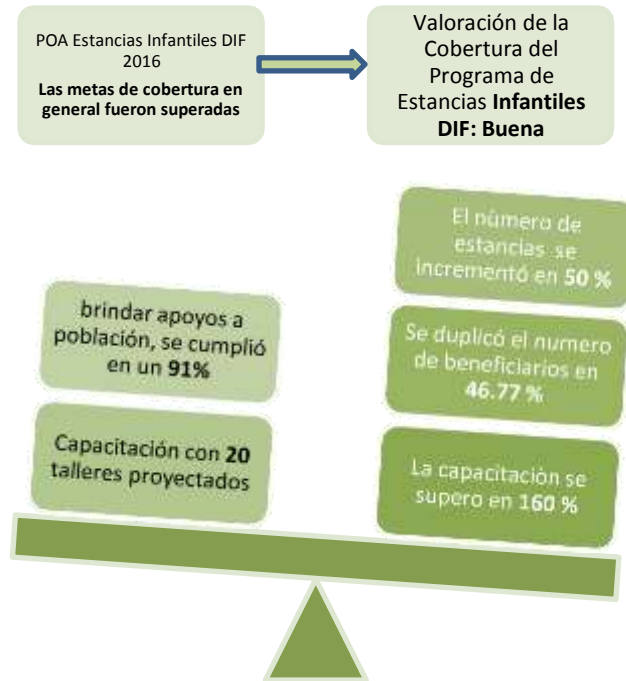 POA Estancias Infantiles DIF
2016
Las metas de cobertura en
general fueron superadas
Valoración de la
Cobertura del
Programa de
Estancias Infantiles
DIF: Buena
brindar apoyos a
población, se cumplió
en un 91%
Capacitación con 20
talleres proyectados
El número de
estancias se
incrementó en 50 %
Se duplicó el numero
de beneficiarios en
46.77 %
La capacitación se
supero en 160 %